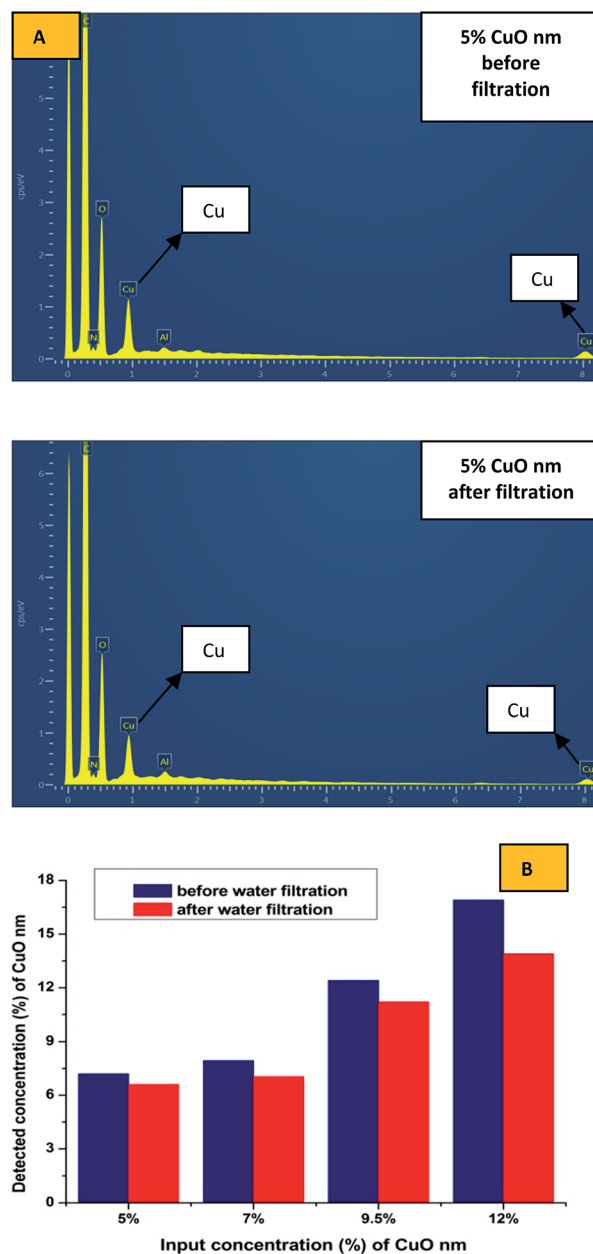 A
5% CuO nm
before
filtration
C
5
4
cps/eV
3
O
Cu
2
Cu
Cu
1
N
Al
Cu
0
0 1 2 3 4 5 6 7 8
5% CuO nm
after filtration
C
6
5
4
cps/eV
3
Cu
O
2
Cu
Cu
1
N
Al
Cu
0
0 1 2 3 4 5 6 7 8
B
18
before water filtration
after water filtration
15
12
9
6
3
0
Detected concentration (%) of CuO nm
5% 7% 9.5% 12%
Input concentration (%) of CuO nm